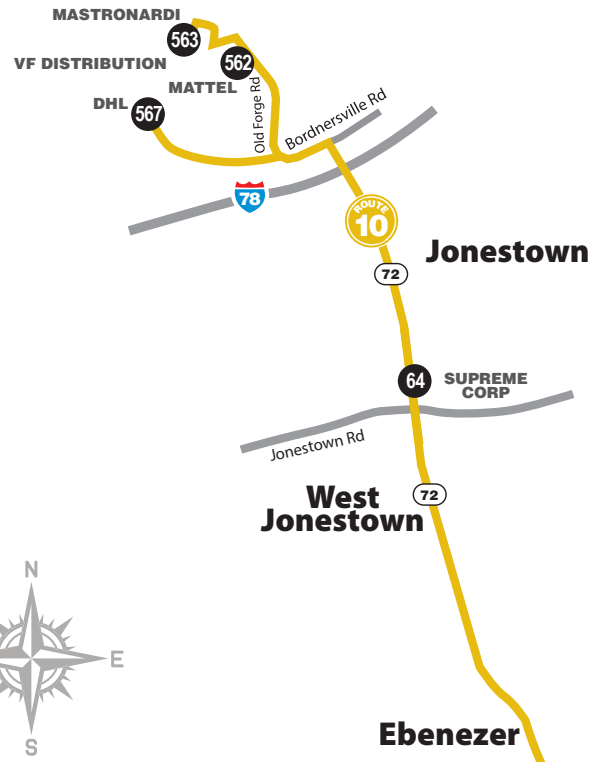 MASTRONARDI
563
VF DISTRIBUTION
562
MATTEL
DHL
567
Old Forge Rd
Bordnersville Rd
78
ROUTE
10
Jonestown
72
64
SUPREME
CORP
Jonestown Rd
72
West
Jonestown
N
E
S
Ebenezer